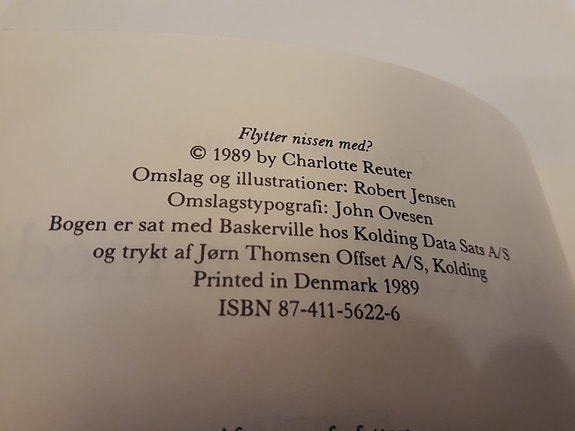 Flytter nissen med?
© 1989 by Charlotte Reuter
Omslag og illustrationer: Robert Jensen
Omslagstypografi: John Ovesen
Bogen er sat med Baskerville hos Kolding Data Sats A/S
og trykt af Jørn Thomsen Offset A/S, Kolding
Printed in Denmark 1989
ISBN 87-411-5622-6